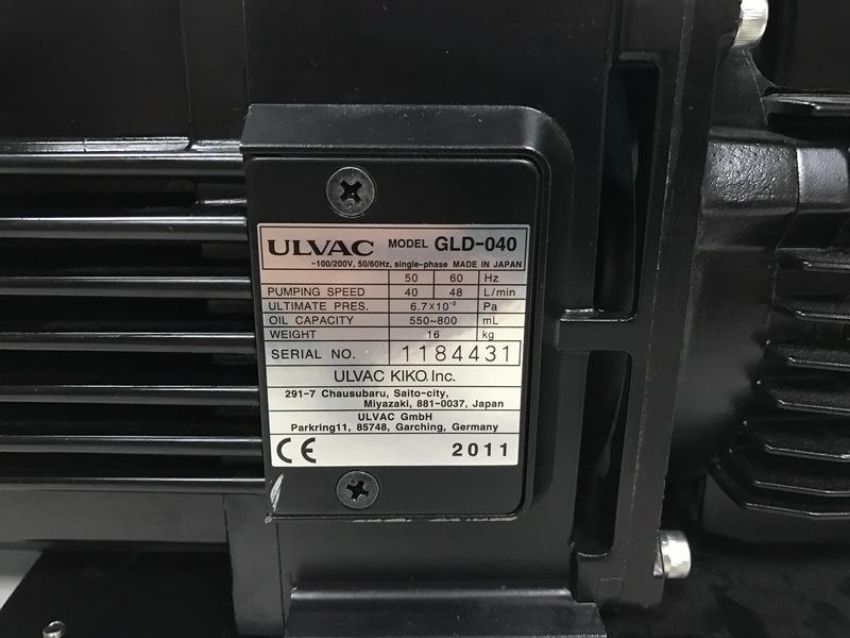 ULVAC MODEL GLD-040
~100/200V, 50/60Hz, single-phase MADE IN JAPAN
50 60 Hz
PUMPING SPEED 40 48 L/min
ULTIMATE PRES. 6.7×10⁻² Pa
OIL CAPACITY 550~800 mL
WEIGHT 16 kg
SERIAL NO. 1184431
ULVAC KIKO. Inc.
291-7 Chausubaru, Saito-city,
Miyazaki, 881-0037, Japan
ULVAC GmbH
Parkring11, 85748, Garching, Germany
CE 2011